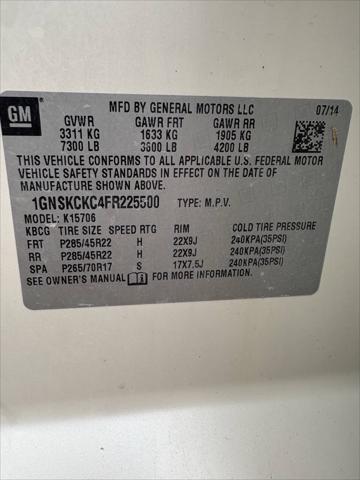 GM
MFD BY GENERAL MOTORS LLC 07/14
GVWR GAWR FRT GAWR RR
3311 KG 1633 KG 1905 KG
7300 LB 3600 LB 4200 LB
THIS VEHICLE CONFORMS TO ALL APPLICABLE U.S. FEDERAL MOTOR
VEHICLE SAFETY STANDARDS IN EFFECT ON THE DATE OF
MANUFACTURE SHOWN ABOVE.
1GNSKCKC4FR225500 TYPE: M.P.V.
MODEL: K15706
KBCG TIRE SIZE SPEED RTG RIM COLD TIRE PRESSURE
FRT P285/45R22 H 22X9J 240KPA(35PSI)
RR P285/45R22 H 22X9J 240KPA(35PSI)
SPA P265/70R17 S 17X7.5J 240KPA(35PSI)
SEE OWNER'S MANUAL FOR MORE INFORMATION.